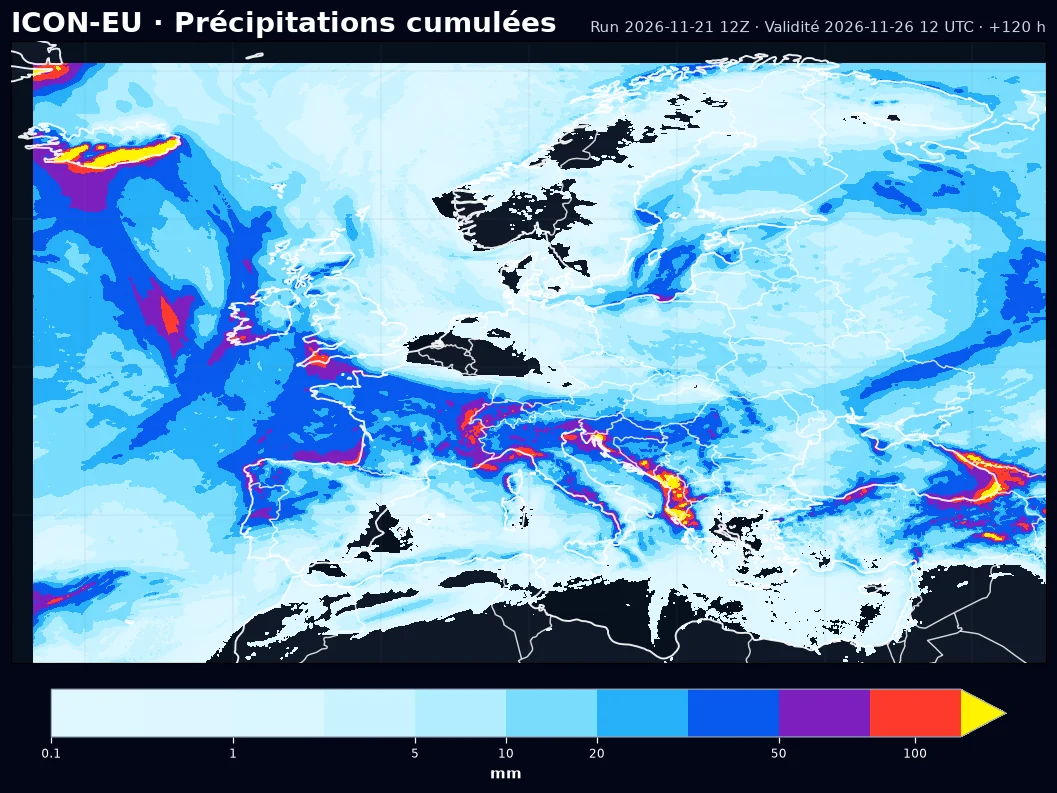 ICON-EU · Précipitations cumulées
Run 2026-11-21 12Z · Validité 2026-11-26 12 UTC · +120 h
0.1 1 5 10 20 50 100
mm